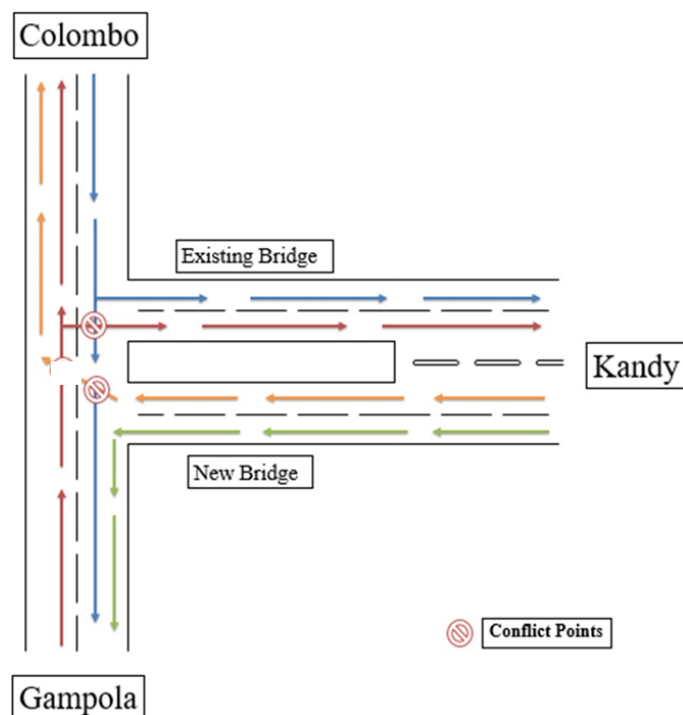 Colombo
Existing Bridge
Kandy
New Bridge
Conflict Points
Gampola